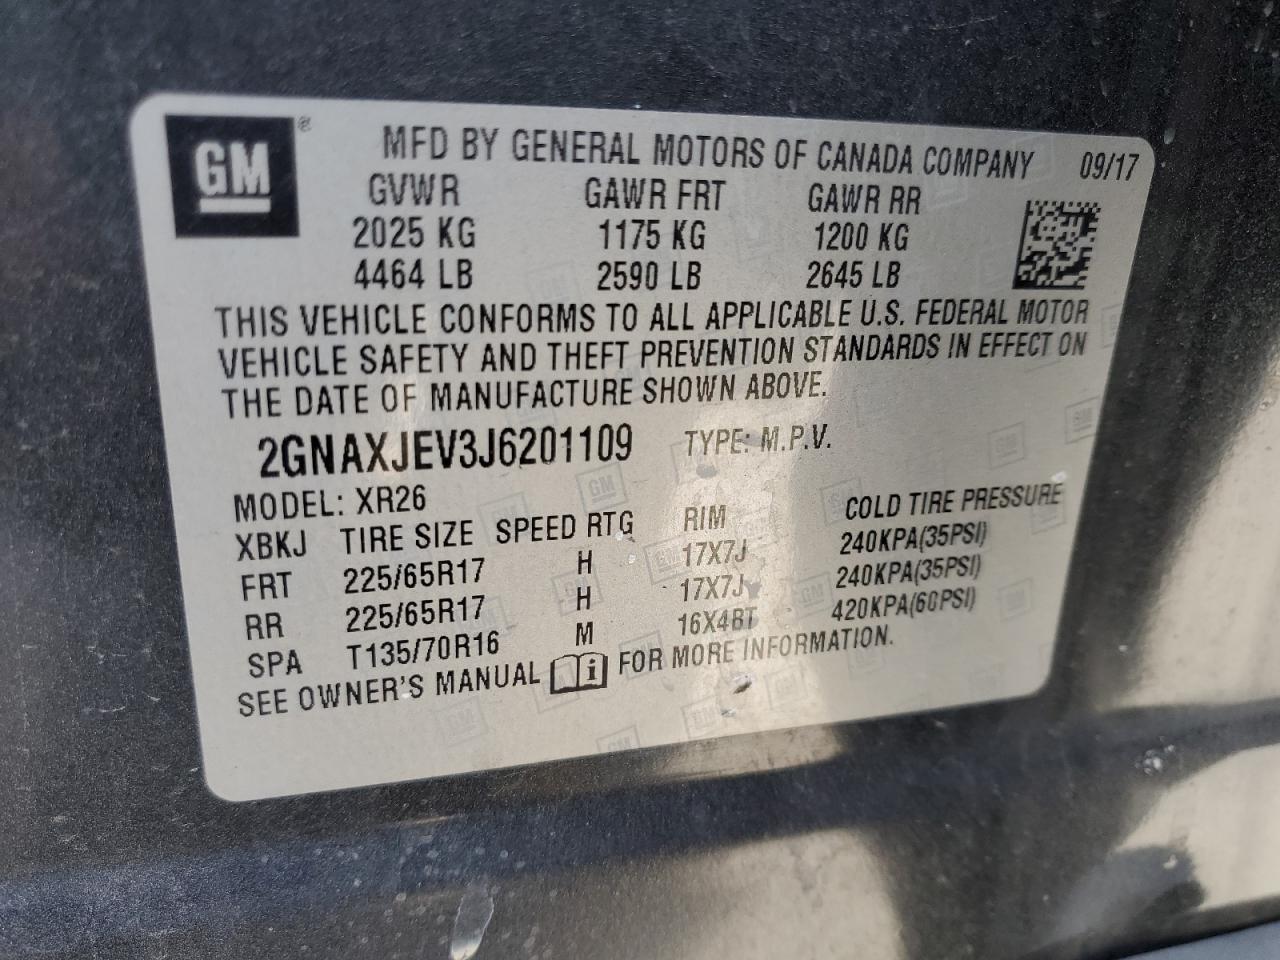 GM ®
MFD BY GENERAL MOTORS OF CANADA COMPANY 09/17
GVWR GAWR FRT GAWR RR
2025 KG 1175 KG 1200 KG
4464 LB 2590 LB 2645 LB
THIS VEHICLE CONFORMS TO ALL APPLICABLE U.S. FEDERAL MOTOR
VEHICLE SAFETY AND THEFT PREVENTION STANDARDS IN EFFECT ON
THE DATE OF MANUFACTURE SHOWN ABOVE.
2GNAXJEV3J6201109 TYPE: M.P.V.
MODEL: XR26
XBKJ TIRE SIZE SPEED RTG RIM COLD TIRE PRESSURE
FRT 225/65R17 H 17X7J 240KPA(35PSI)
RR 225/65R17 H 17X7J 240KPA(35PSI)
SPA T135/70R16 M 16X4BT 420KPA(60PSI)
SEE OWNER'S MANUAL i FOR MORE INFORMATION.